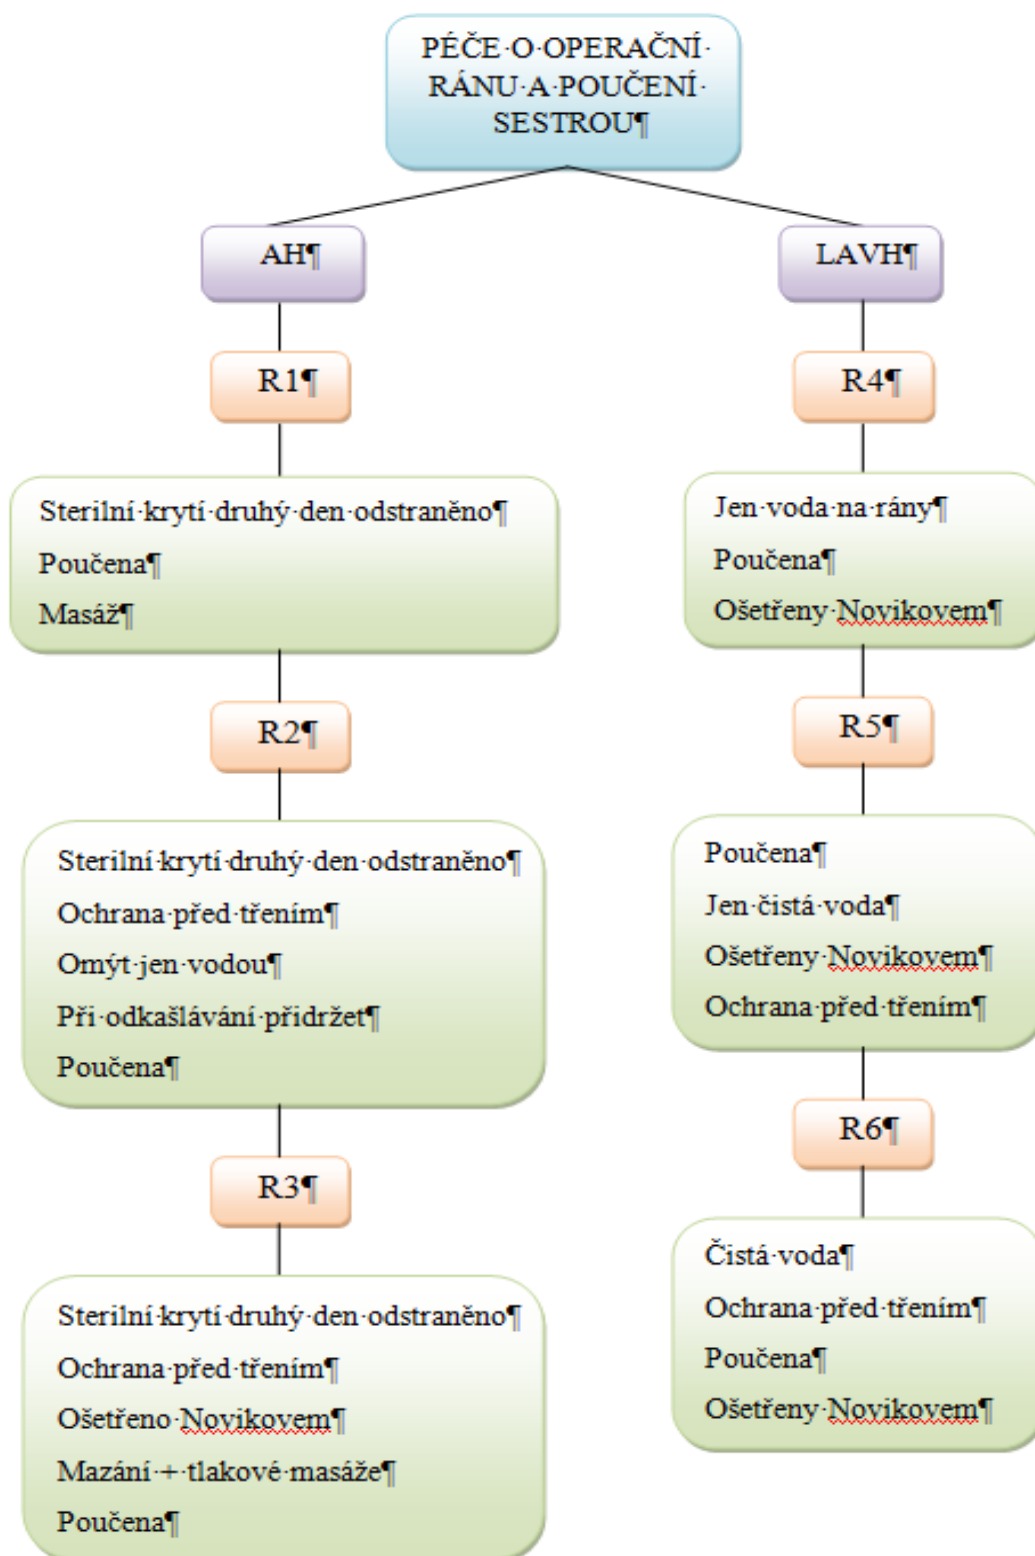 PÉČE·O·OPERAČNÍ·
RÁNU·A·POUČENÍ·
SESTROU¶
AH¶
R1¶
Sterilní·krytí·druhý·den·odstraněno¶
Poučena¶
Masáž¶
R2¶
Sterilní·krytí·druhý·den·odstraněno¶
Ochrana·před·třením¶
Omýt·jen·vodou¶
Při·odkašlávání·přidržet¶
Poučena¶
R3¶
Sterilní·krytí·druhý·den·odstraněno¶
Ochrana·před·třením¶
Ošetřeno·Novikovem¶
Mazání·+·tlakové·masáže¶
Poučena¶
LAVH¶
R4¶
Jen·voda·na·rány¶
Poučena¶
Ošetřeny·Novikovem¶
R5¶
Poučena¶
Jen·čistá·voda¶
Ošetřeny·Novikovem¶
Ochrana·před·třením¶
R6¶
Čistá·voda¶
Ochrana·před·třením¶
Poučena¶
Ošetřeny·Novikovem¶